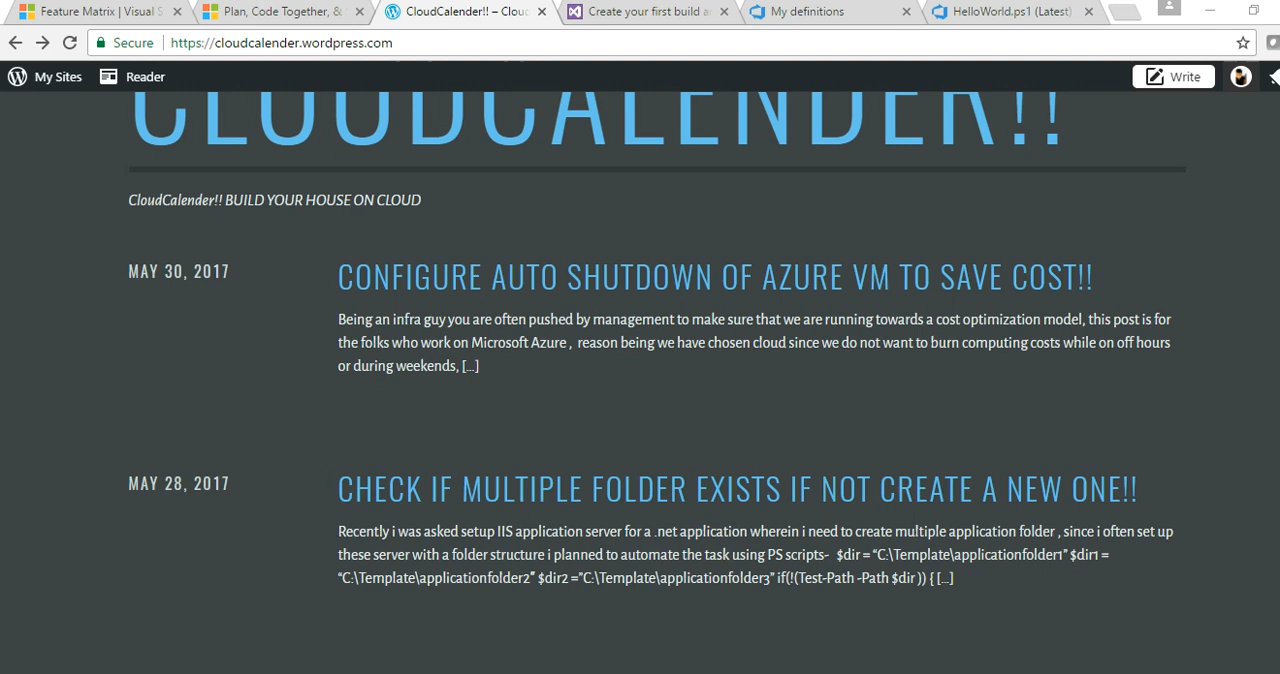 Feature Matrix | Visual S
Plan, Code Together, &
CloudCalender!! – Clou
Create your first build a
My definitions
HelloWorld.ps1 (Latest)
Secure
https://cloudcalender.wordpress.com
My Sites
Reader
Write
CLOUDCALENDER!!
CloudCalender!! BUILD YOUR HOUSE ON CLOUD
MAY 30, 2017
CONFIGURE AUTO SHUTDOWN OF AZURE VM TO SAVE COST!!
Being an infra guy you are often pushed by management to make sure that we are running towards a cost optimization model, this post is for
the folks who work on Microsoft Azure ,  reason being we have chosen cloud since we do not want to burn computing costs while on off hours
or during weekends, […]
MAY 28, 2017
CHECK IF MULTIPLE FOLDER EXISTS IF NOT CREATE A NEW ONE!!
Recently i was asked setup IIS application server for a .net application wherein i need to create multiple application folder , since i often set up
these server with a folder structure i planned to automate the task using PS scripts-   $dir = “C:\Template\applicationfolder1” $dir1 =
“C:\Template\applicationfolder2″ $dir2 =”C:\Template\applicationfolder3” if(!(Test-Path -Path $dir )) { […]